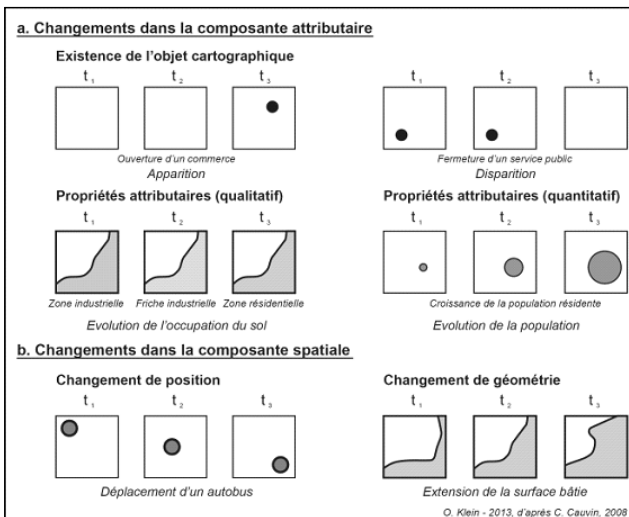 a. Changements dans la composante attributaire
Existence de l'objet cartographique
t1 t2 t3
Ouverture d'un commerce
Apparition
t1 t2 t3
Fermeture d'un service public
Disparition
Propriétés attributaires (qualitatif)
t1 t2 t3
Zone industrielle Friche industrielle Zone résidentielle
Evolution de l'occupation du sol
Propriétés attributaires (quantitatif)
t1 t2 t3
Croissance de la population résidente
Evolution de la population
b. Changements dans la composante spatiale
Changement de position
t1 t2 t3
Déplacement d'un autobus
Changement de géométrie
t1 t2 t3
Extension de la surface bâtie
O. Klein - 2013, d'après C. Cauvin, 2008